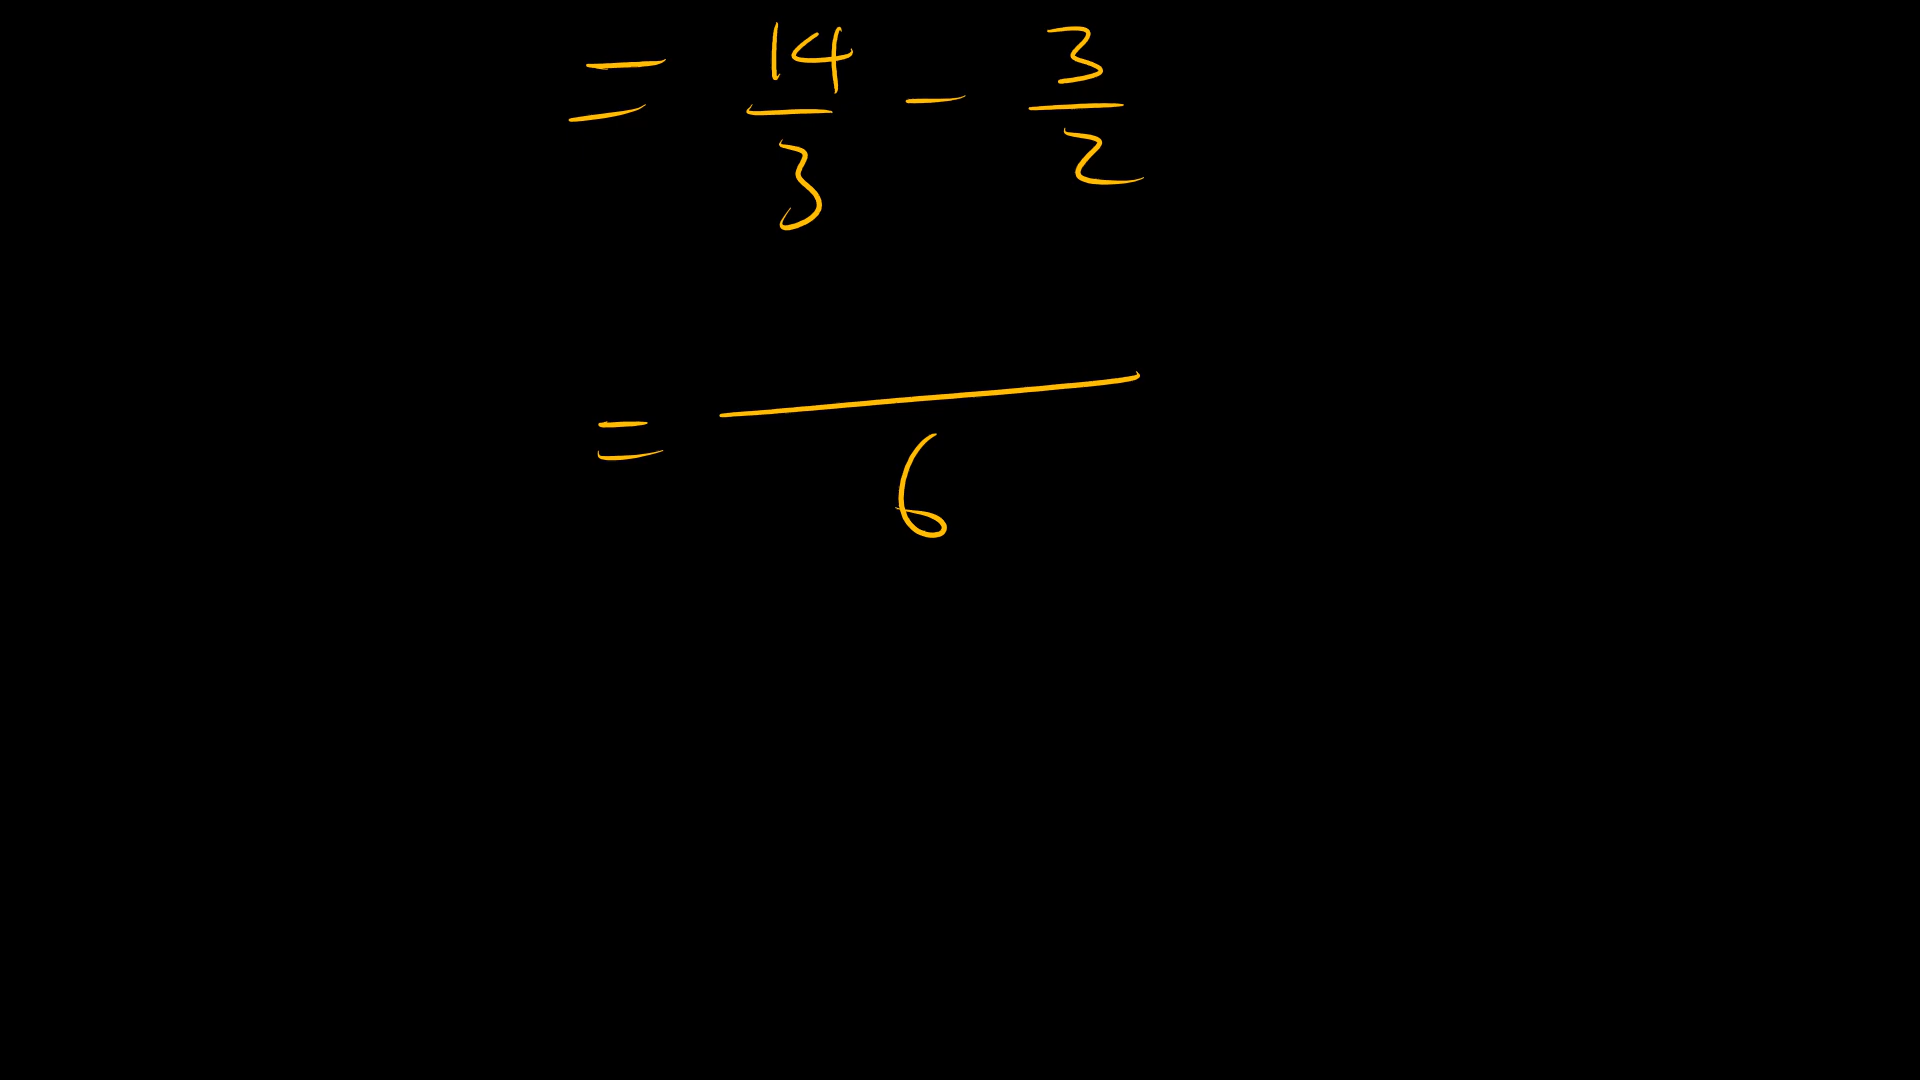 = 14/3 - 3/2
= /6